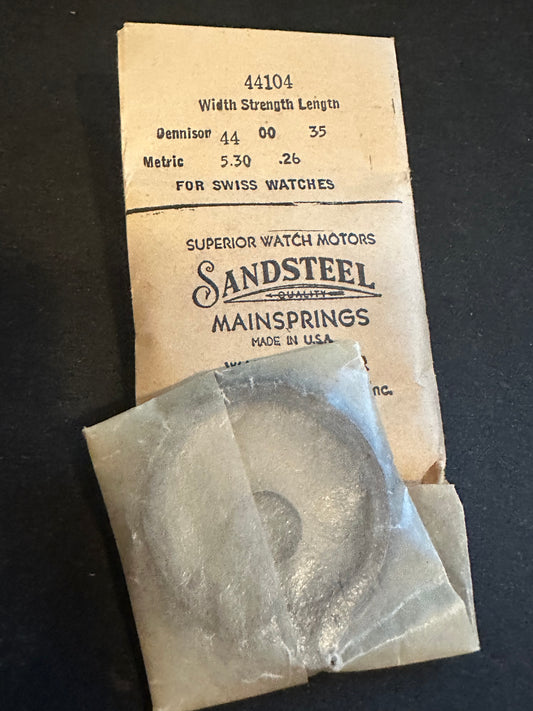 44104
Width Strength Length
Dennison 44 00 35
Metric 5.30 .26
FOR SWISS WATCHES
SUPERIOR WATCH MOTORS
SANDSTEEL
QUALITY
MAINSPRINGS
MADE IN U.S.A.
nc.